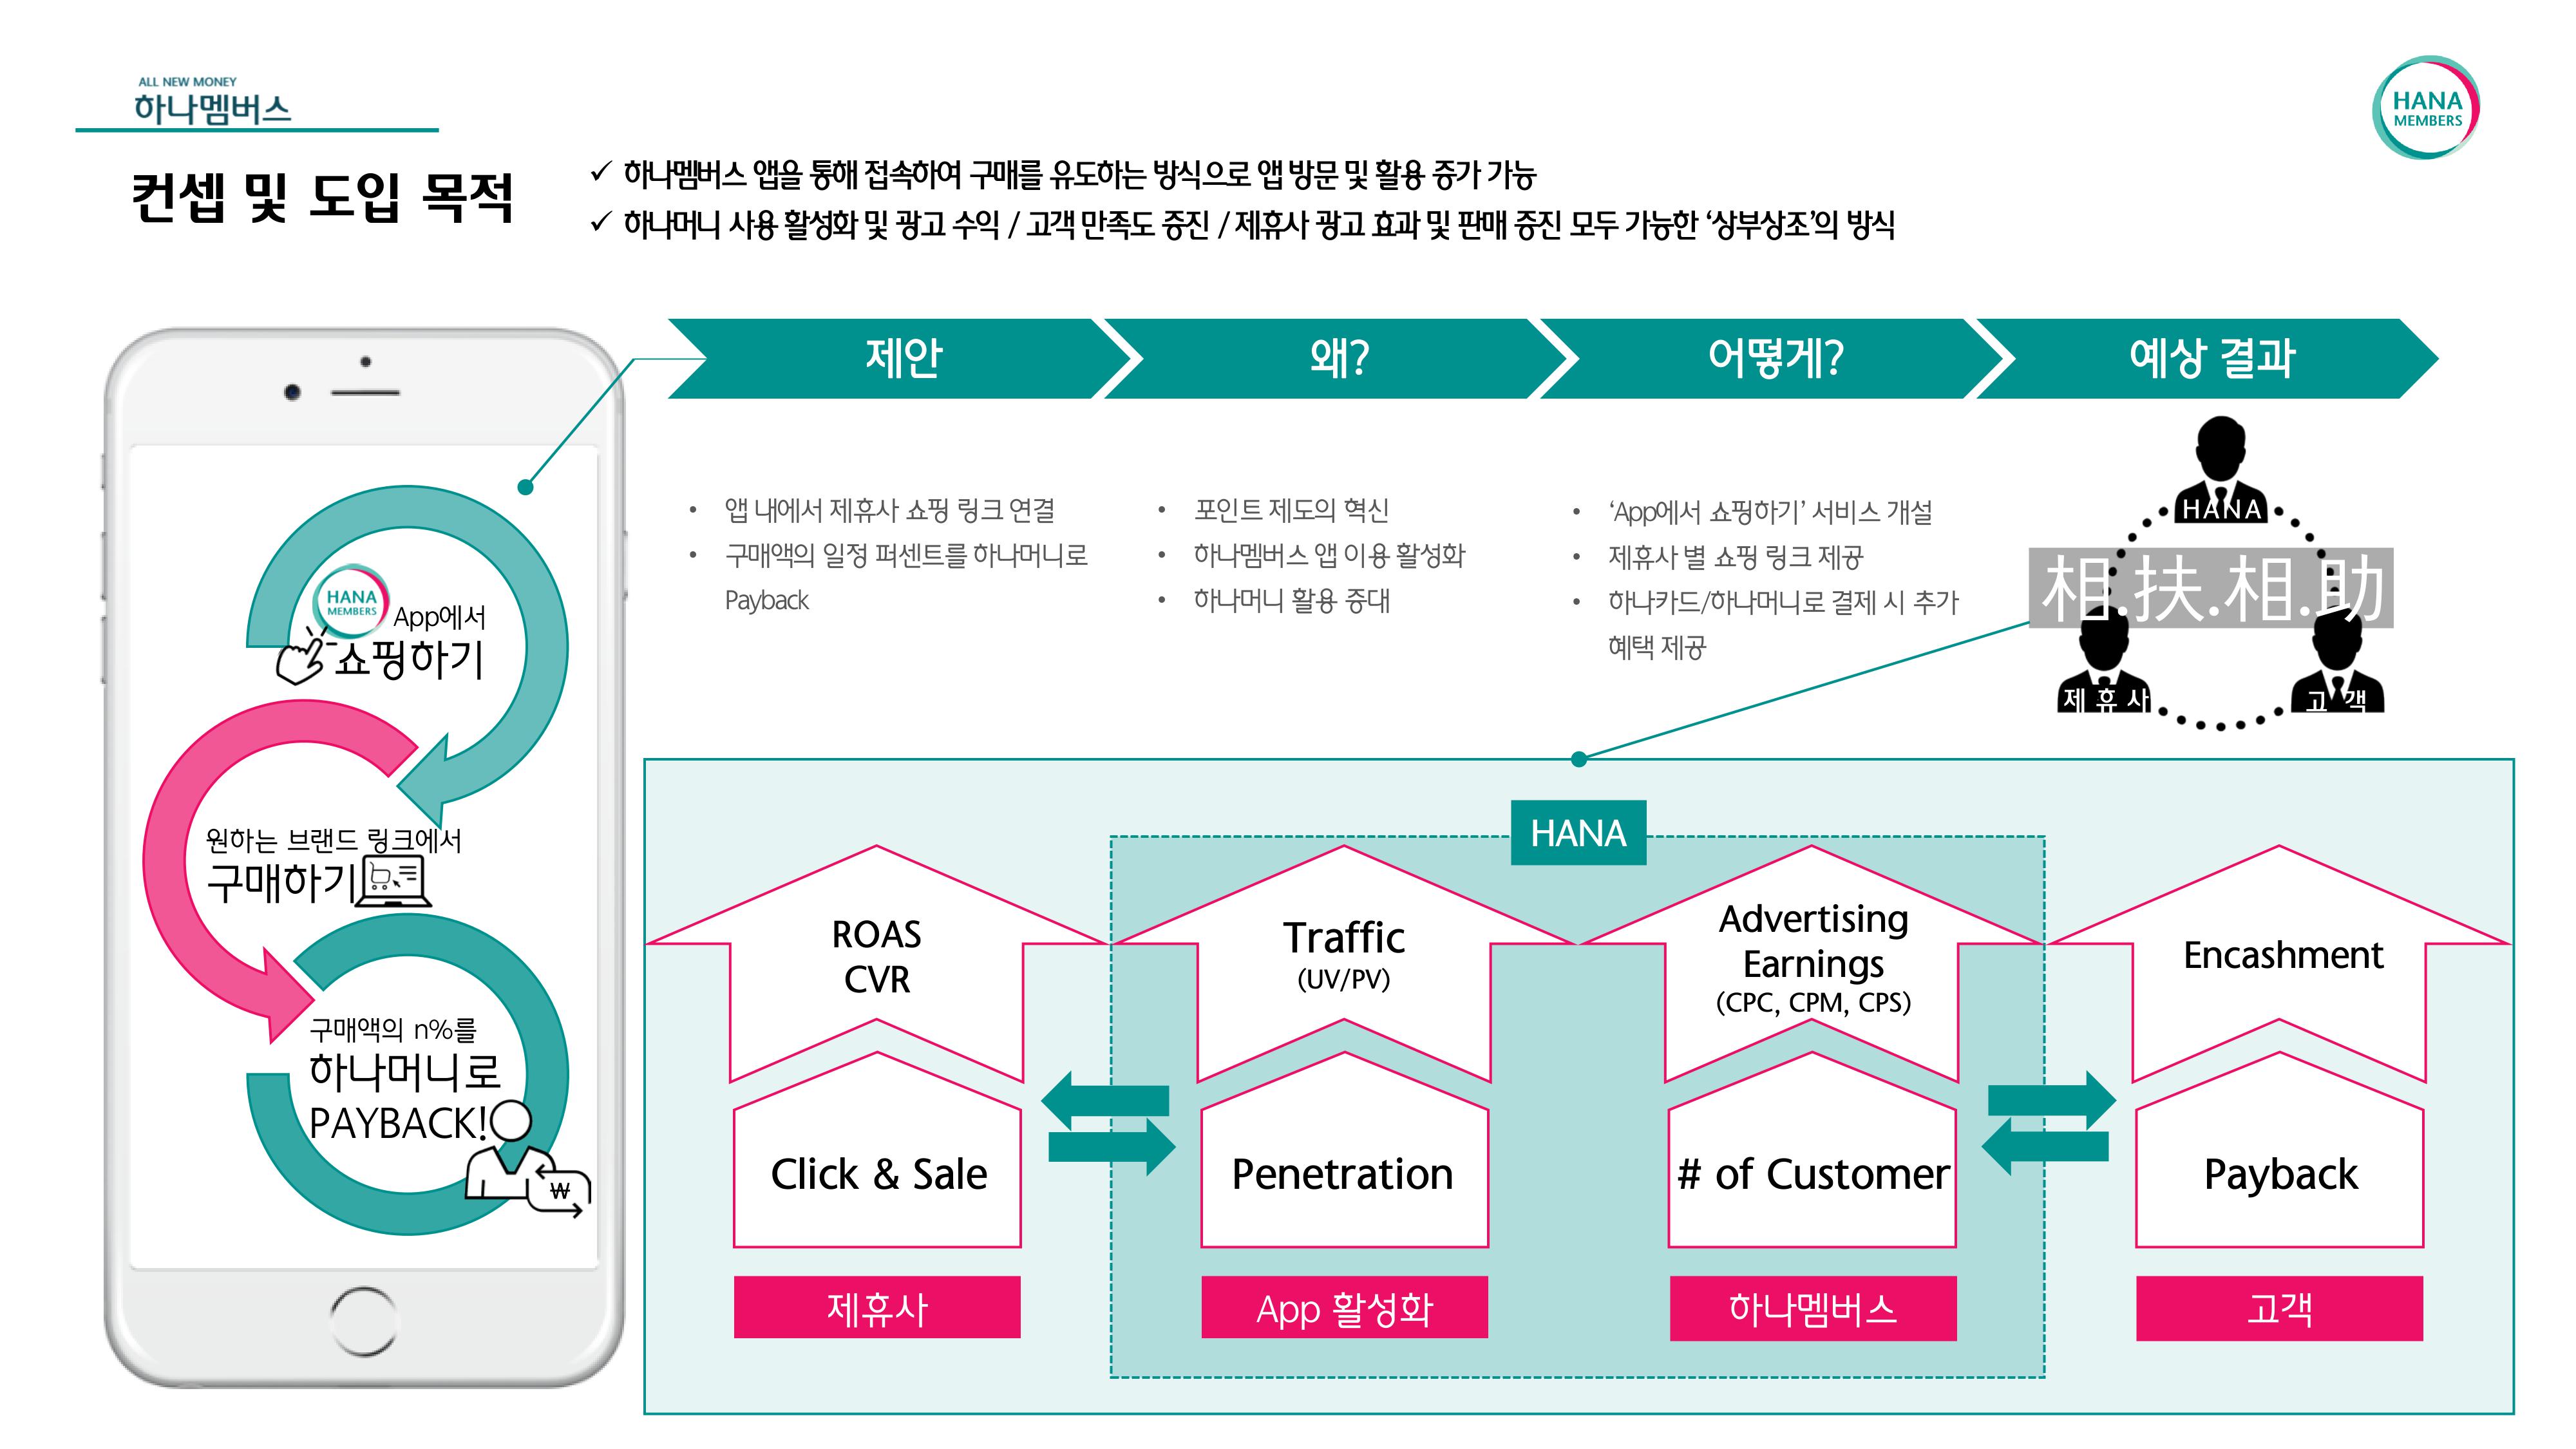 ALL NEW MONEY
하나멤버스
HANA
MEMBERS
컨셉 및 도입 목적
✓ 하나멤버스 앱을 통해 접속하여 구매를 유도하는 방식으로 앱 방문 및 활용 증가 가능
✓ 하나머니 사용 활성화 및 광고 수익 / 고객 만족도 증진 / 제휴사 광고 효과 및 판매 증진 모두 가능한 ‘상부상조’의 방식
HANA
MEMBERS
App에서
쇼핑하기
원하는 브랜드 링크에서
구매하기
구매액의 n%를
하나머니로
PAYBACK!
₩
제안
• 앱 내에서 제휴사 쇼핑 링크 연결
• 구매액의 일정 퍼센트를 하나머니로
Payback
왜?
• 포인트 제도의 혁신
• 하나멤버스 앱 이용 활성화
• 하나머니 활용 증대
어떻게?
• ‘App에서 쇼핑하기’ 서비스 개설
• 제휴사 별 쇼핑 링크 제공
• 하나카드/하나머니로 결제 시 추가
혜택 제공
예상 결과
HANA
相.扶.相.助
제 휴 사
고 객
HANA
ROAS
CVR
Click & Sale
제휴사
Traffic
(UV/PV)
Penetration
App 활성화
Advertising
Earnings
(CPC, CPM, CPS)
# of Customer
하나멤버스
Encashment
Payback
고객